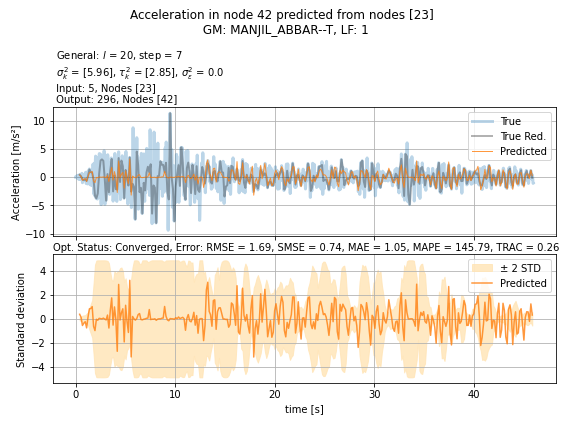 Acceleration in node 42 predicted from nodes [23]
GM: MANJIL_ABBAR--T, LF: 1
General: l = 20, step = 7
σ²ₖ = [5.96], τ²ₖ = [2.85], σ²ₑ = 0.0
Input: 5, Nodes [23]
Output: 296, Nodes [42]
Acceleration [m/s²]
10
5
0
−5
−10
True
True Red.
Predicted
Opt. Status: Converged, Error: RMSE = 1.69, SMSE = 0.74, MAE = 1.05, MAPE = 145.79, TRAC = 0.26
Standard deviation
4
2
0
−2
−4
± 2 STD
Predicted
0 10 20 30 40
time [s]